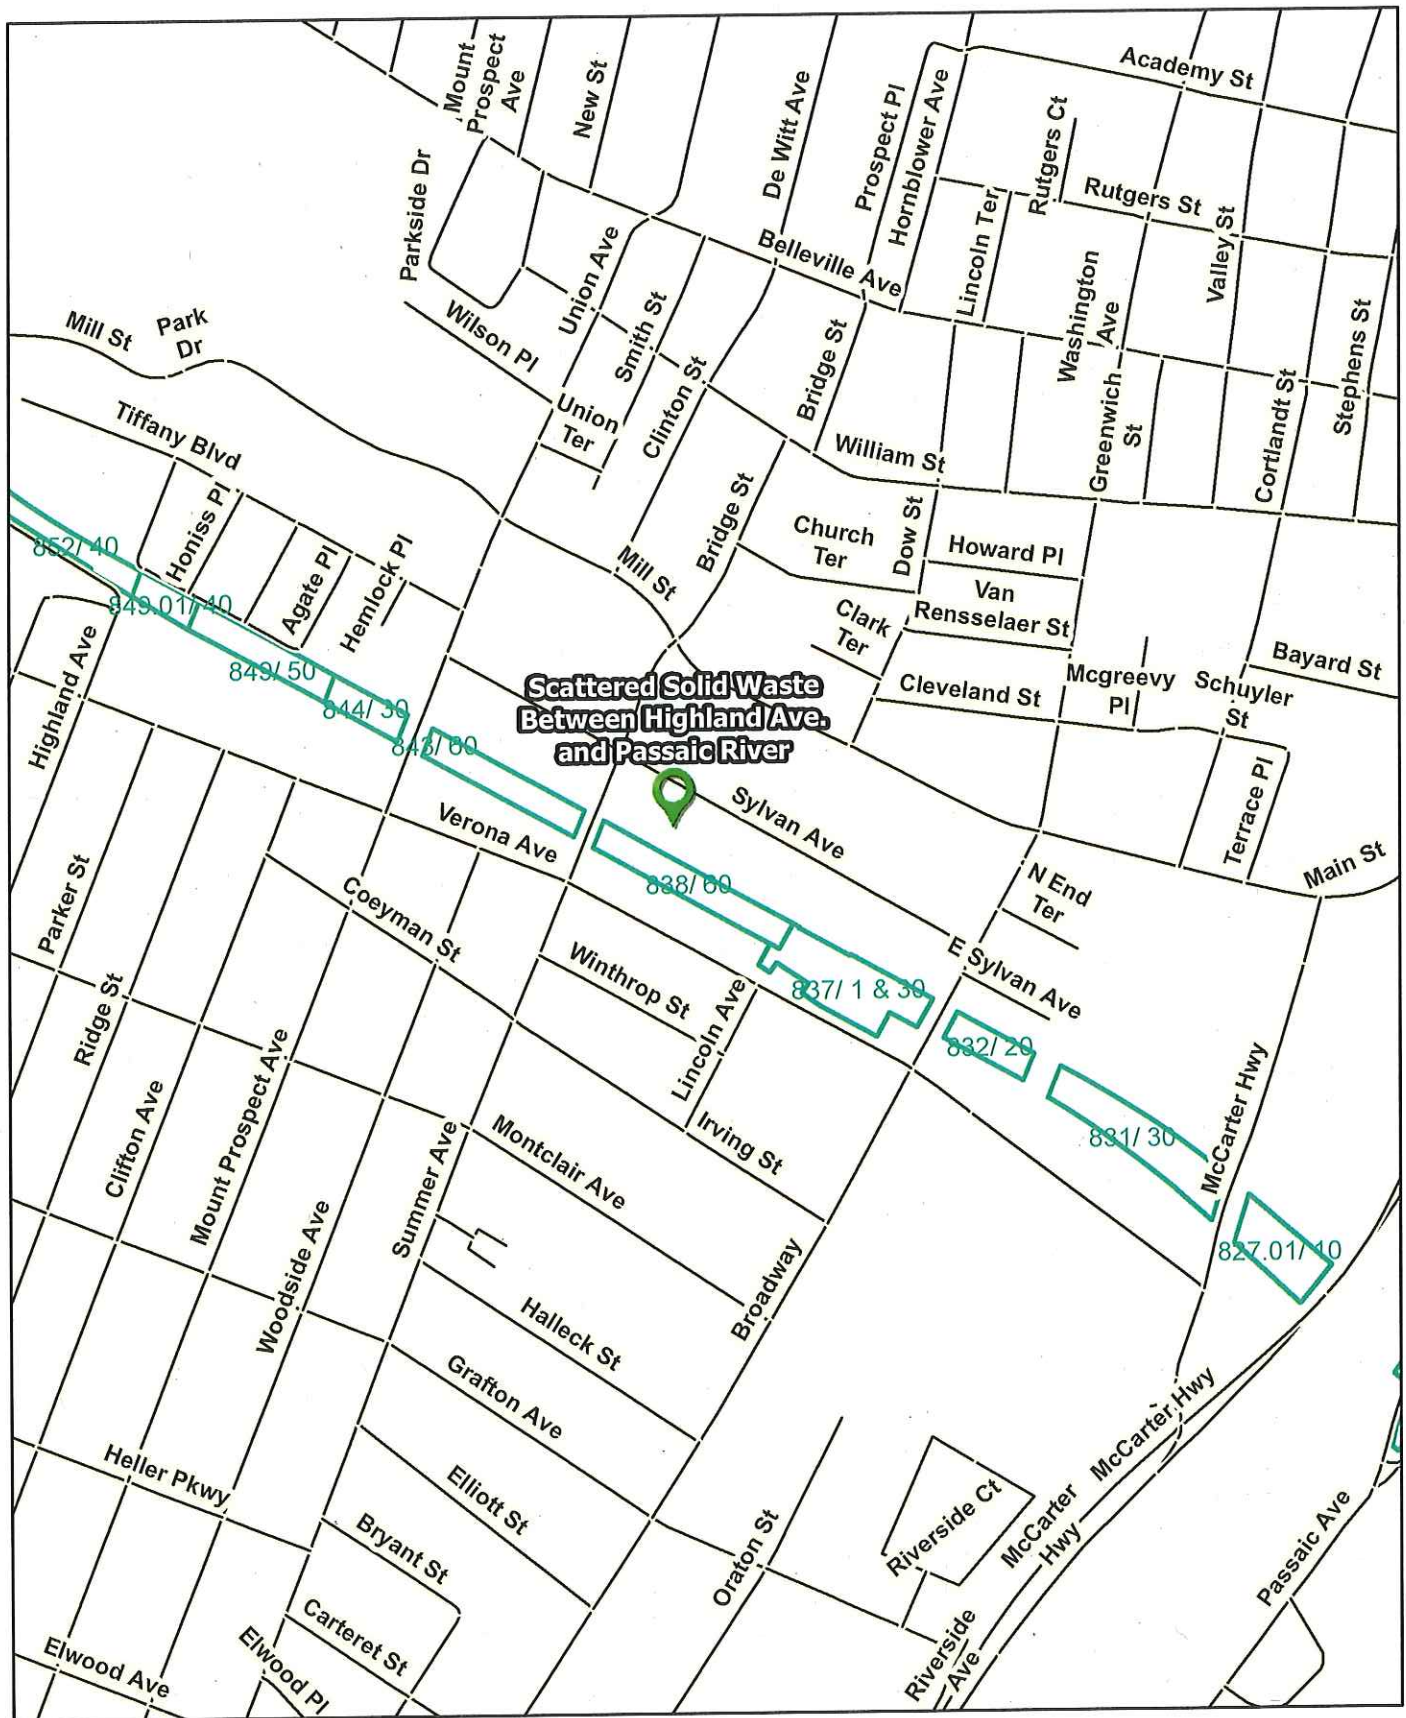 Mount
Prospect
Ave
New St
De Witt Ave
Prospect Pl
Hornblower Ave
Academy St
Rutgers Ct
Rutgers St
Parkside Dr
Union Ave
Belleville Ave
Lincoln Ter
Valley St
Washington
Ave
Mill St
Park
Dr
Wilson Pl
Smith St
Bridge St
Stephens St
Union
Ter
Clinton St
Greenwich
St
Cortlandt St
Tiffany Blvd
William St
Honiss Pl
Agate Pl
Hemlock Pl
Bridge St
Church
Ter
Dow St
Howard Pl
Van
Rensselaer St
Mill St
Clark
Ter
852/ 40
849.01/ 40
849/ 50
844/ 30
843/ 60
Highland Ave
Cleveland St
Mcgreevy
Pl
Schuyler
St
Bayard St
Scattered Solid Waste
Between Highland Ave.
and Passaic River
Sylvan Ave
Terrace Pl
Main St
Verona Ave
838/ 60
N End
Ter
Parker St
Coeyman St
E Sylvan Ave
Winthrop St
837/ 1 & 30
832/ 20
Ridge St
Lincoln Ave
McCarter Hwy
831/ 30
Clifton Ave
Mount Prospect Ave
Montclair Ave
Irving St
Summer Ave
Woodside Ave
827.01/ 10
Broadway
Halleck St
Grafton Ave
McCarter Hwy
Heller Pkwy
Elliott St
Riverside Ct
McCarter
Hwy
Passaic Ave
Bryant St
Oraton St
Carteret St
Elwood Ave
Elwood Pl
Riverside
Ave